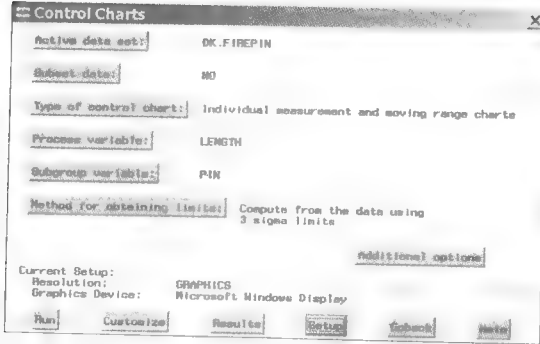 Control Charts
Active data set: DK.FIREPIN
Subset data: NO
Type of control chart: Individual measurement and moving range charts
Process variable: LENGTH
Subgroup variable: PIN
Method for obtaining limits: Compute from the data using
3 sigma limits
Additional options
Current Setup:
Resolution: GRAPHICS
Graphics Device: Microsoft Windows Display
Run Customize Results Setup Goback Help